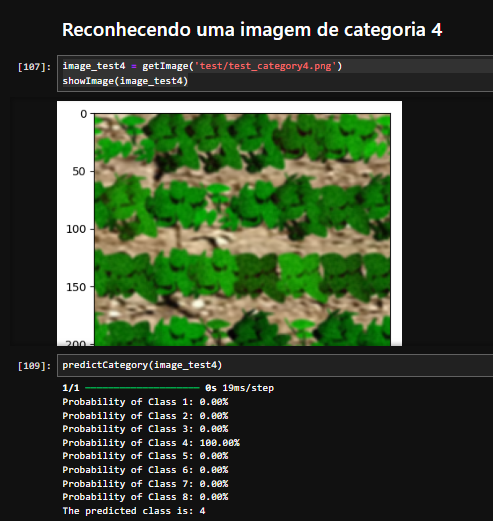 Reconhecendo uma imagem de categoria 4
[107]: image_test4 = getImage('test/test_category4.png')
showImage(image_test4)
0
50
100
150
200
[109]: predictCategory(image_test4)
1/1 ━━━━━━━━━━━━━━━━━━━━ 0s 19ms/step
Probability of Class 1: 0.00%
Probability of Class 2: 0.00%
Probability of Class 3: 0.00%
Probability of Class 4: 100.00%
Probability of Class 5: 0.00%
Probability of Class 6: 0.00%
Probability of Class 7: 0.00%
Probability of Class 8: 0.00%
The predicted class is: 4